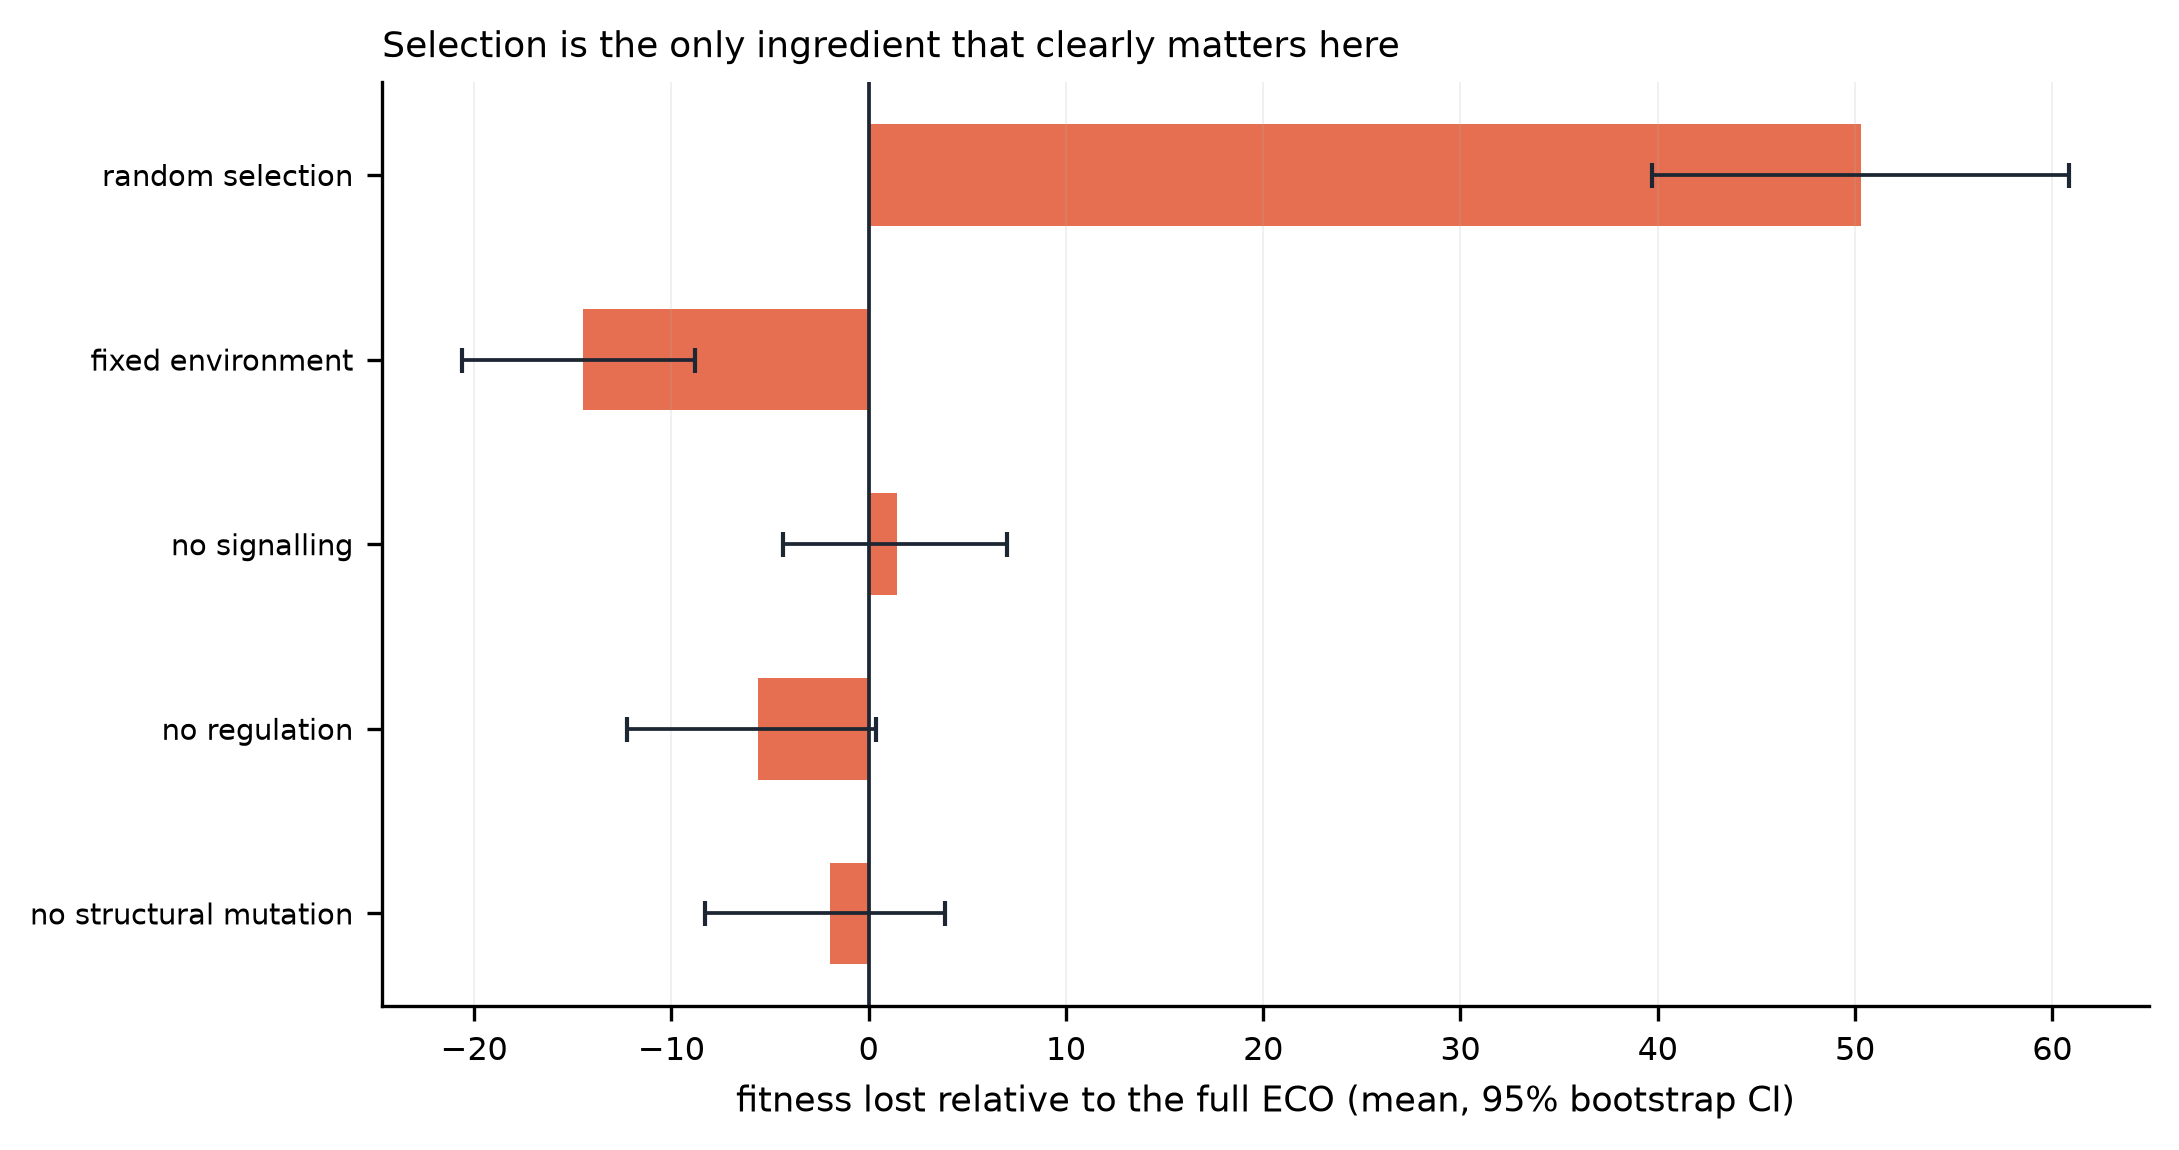 Selection is the only ingredient that clearly matters here
random selection
fixed environment
no signalling
no regulation
no structural mutation
−20 −10 0 10 20 30 40 50 60
fitness lost relative to the full ECO (mean, 95% bootstrap CI)